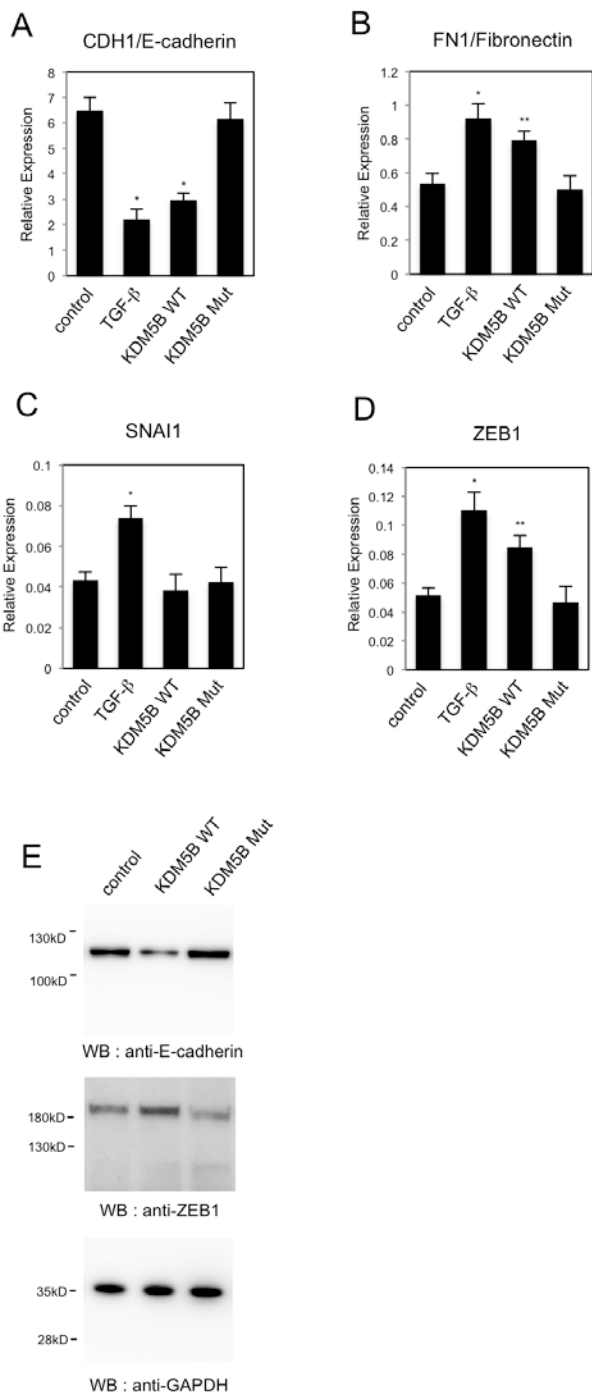 A
CDH1/E-cadherin
Relative Expression
8
7
6
5
4
3
2
1
0
*
*
control
TGF-β
KDM5B WT
KDM5B Mut
B
FN1/Fibronectin
Relative Expression
1.2
1
0.8
0.6
0.4
0.2
0
*
**
control
TGF-β
KDM5B WT
KDM5B Mut
C
SNAI1
Relative Expression
0.1
0.08
0.06
0.04
0.02
0
*
control
TGF-β
KDM5B WT
KDM5B Mut
D
ZEB1
Relative Expression
0.14
0.12
0.1
0.08
0.06
0.04
0.02
0
*
**
control
TGF-β
KDM5B WT
KDM5B Mut
E
control
KDM5B WT
KDM5B Mut
130kD
100kD
WB : anti-E-cadherin
180kD
130kD
WB : anti-ZEB1
35kD
28kD
WB : anti-GAPDH